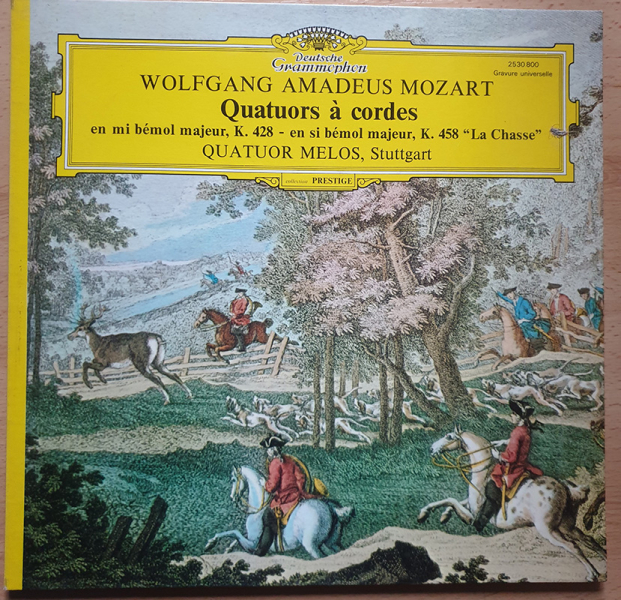 Deutsche
Grammophon
2530 800
Gravure universelle
WOLFGANG AMADEUS MOZART
Quatuors à cordes
en mi bémol majeur, K. 428 - en si bémol majeur, K. 458 “La Chasse”
QUATUOR MELOS, Stuttgart
collection PRESTIGE